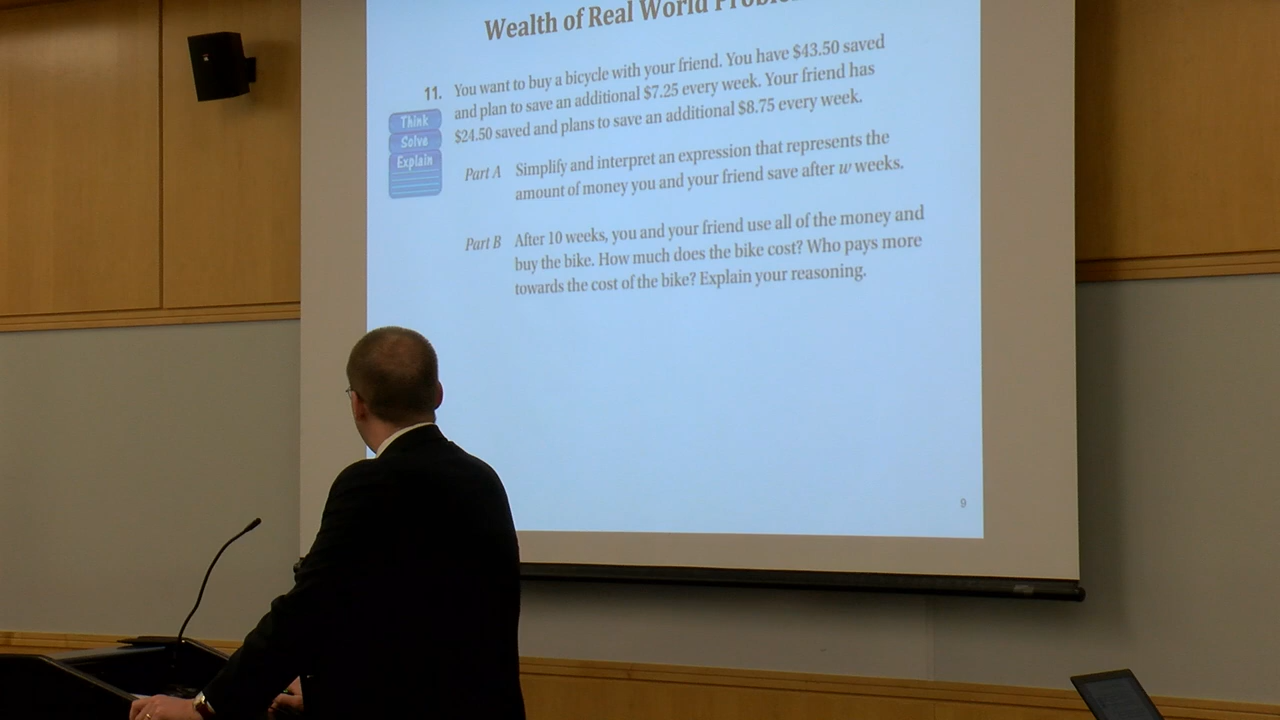 Wealth of Real World
11. You want to buy a bicycle with your friend. You have $43.50 saved
and plan to save an additional $7.25 every week. Your friend has
$24.50 saved and plans to save an additional $8.75 every week.
Think
Solve
Explain
Part A Simplify and interpret an expression that represents the
amount of money you and your friend save after w weeks.
Part B After 10 weeks, you and your friend use all of the money and
buy the bike. How much does the bike cost? Who pays more
towards the cost of the bike? Explain your reasoning.
9